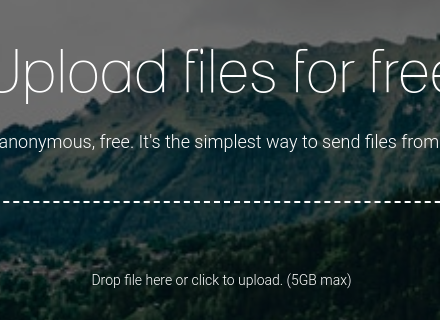 Upload files for free
anonymous, free. It's the simplest way to send files from
Drop file here or click to upload. (5GB max)